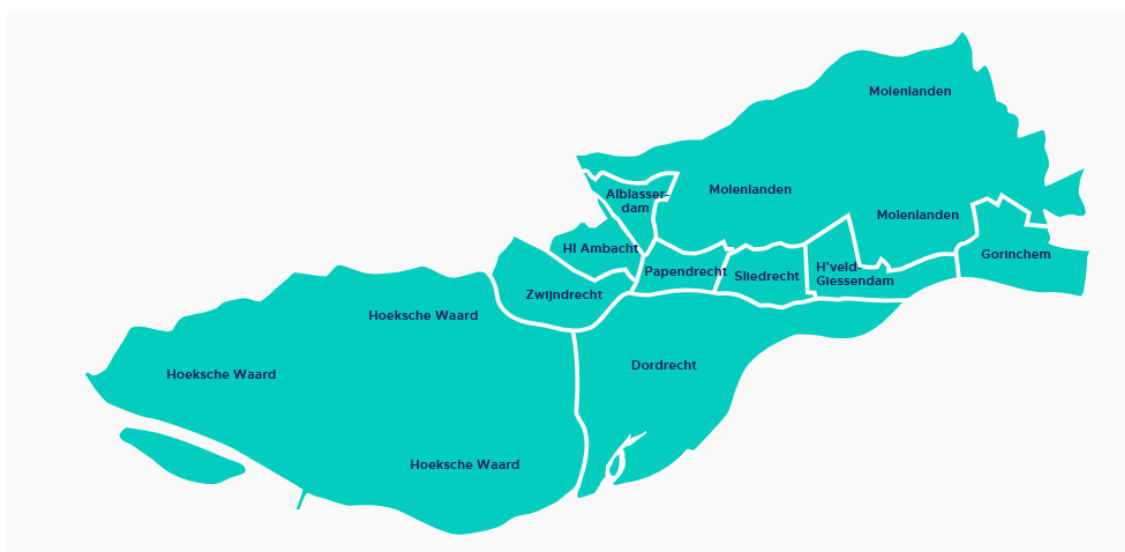 Molenlanden
Molenlanden
Alblasser-
dam
Molenlanden
Hl Ambacht
Gorinchem
Papendrecht
Sliedrecht
H'veld-
Giessendam
Zwijndrecht
Hoeksche Waard
Dordrecht
Hoeksche Waard
Hoeksche Waard